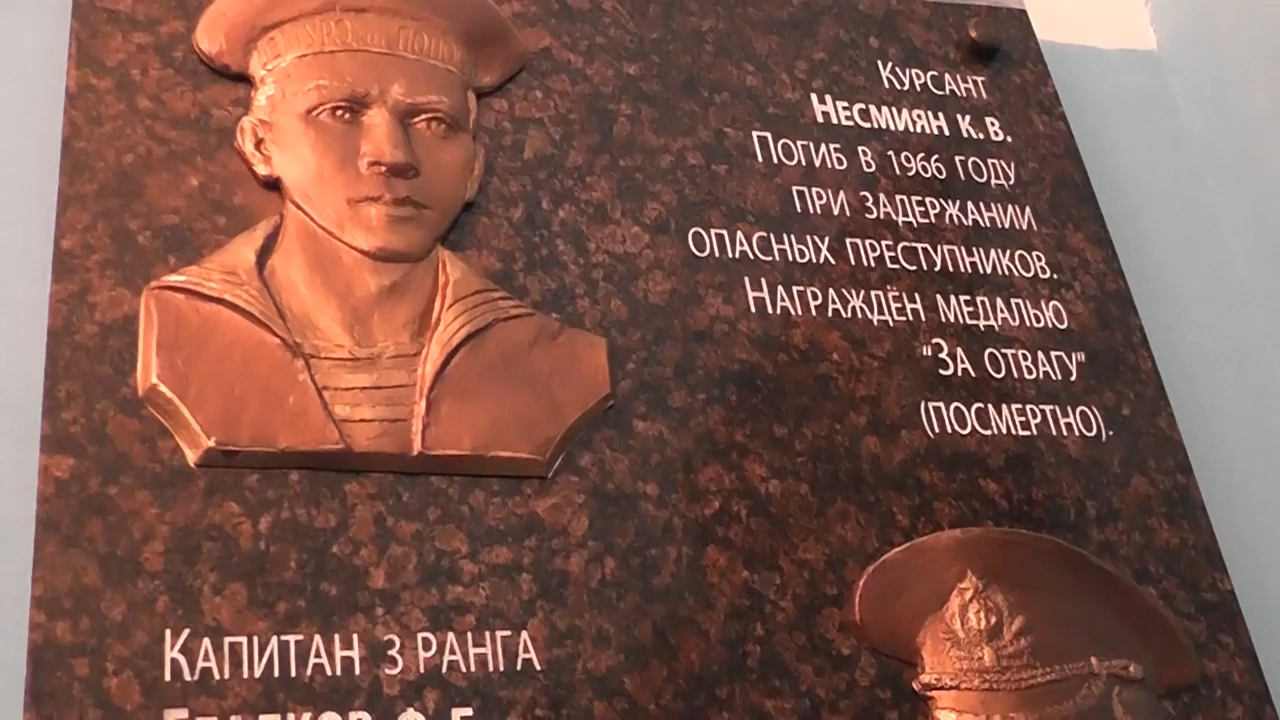 Курсант
Несмиян К.В.
Погиб в 1966 году
при задержании
опасных преступников.
Награждён медалью
"За отвагу"
(посмертно).
Капитан 3 ранга